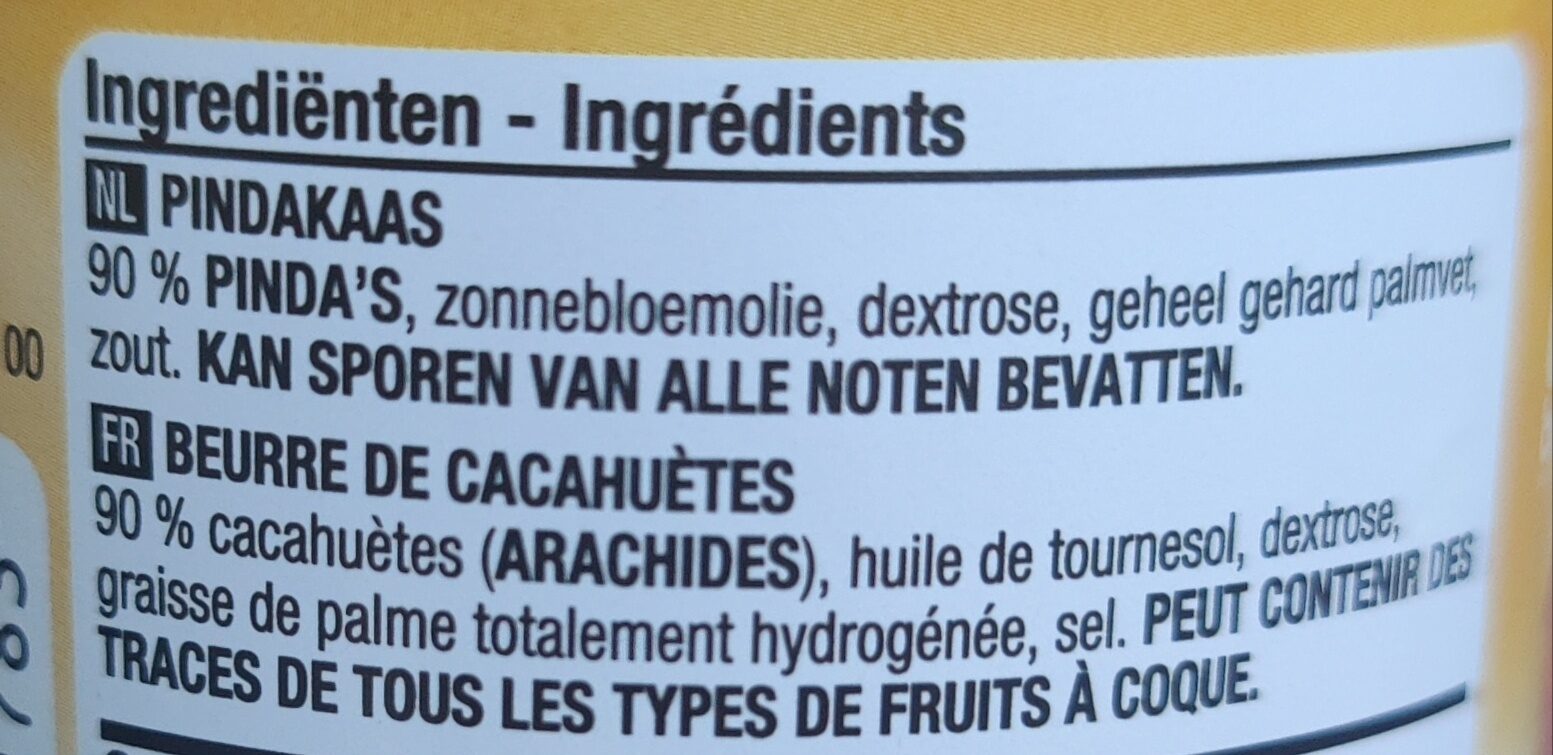 Ingrediënten - Ingrédients
NL PINDAKAAS
90 % PINDA'S, zonnebloemolie, dextrose, geheel gehard palmvet,
zout. KAN SPOREN VAN ALLE NOTEN BEVATTEN.
00
FR BEURRE DE CACAHUÈTES
90 % cacahuètes (ARACHIDES), huile de tournesol, dextrose,
graisse de palme totalement hydrogénée, sel. PEUT CONTENIR DES
TRACES DE TOUS LES TYPES DE FRUITS À COQUE.